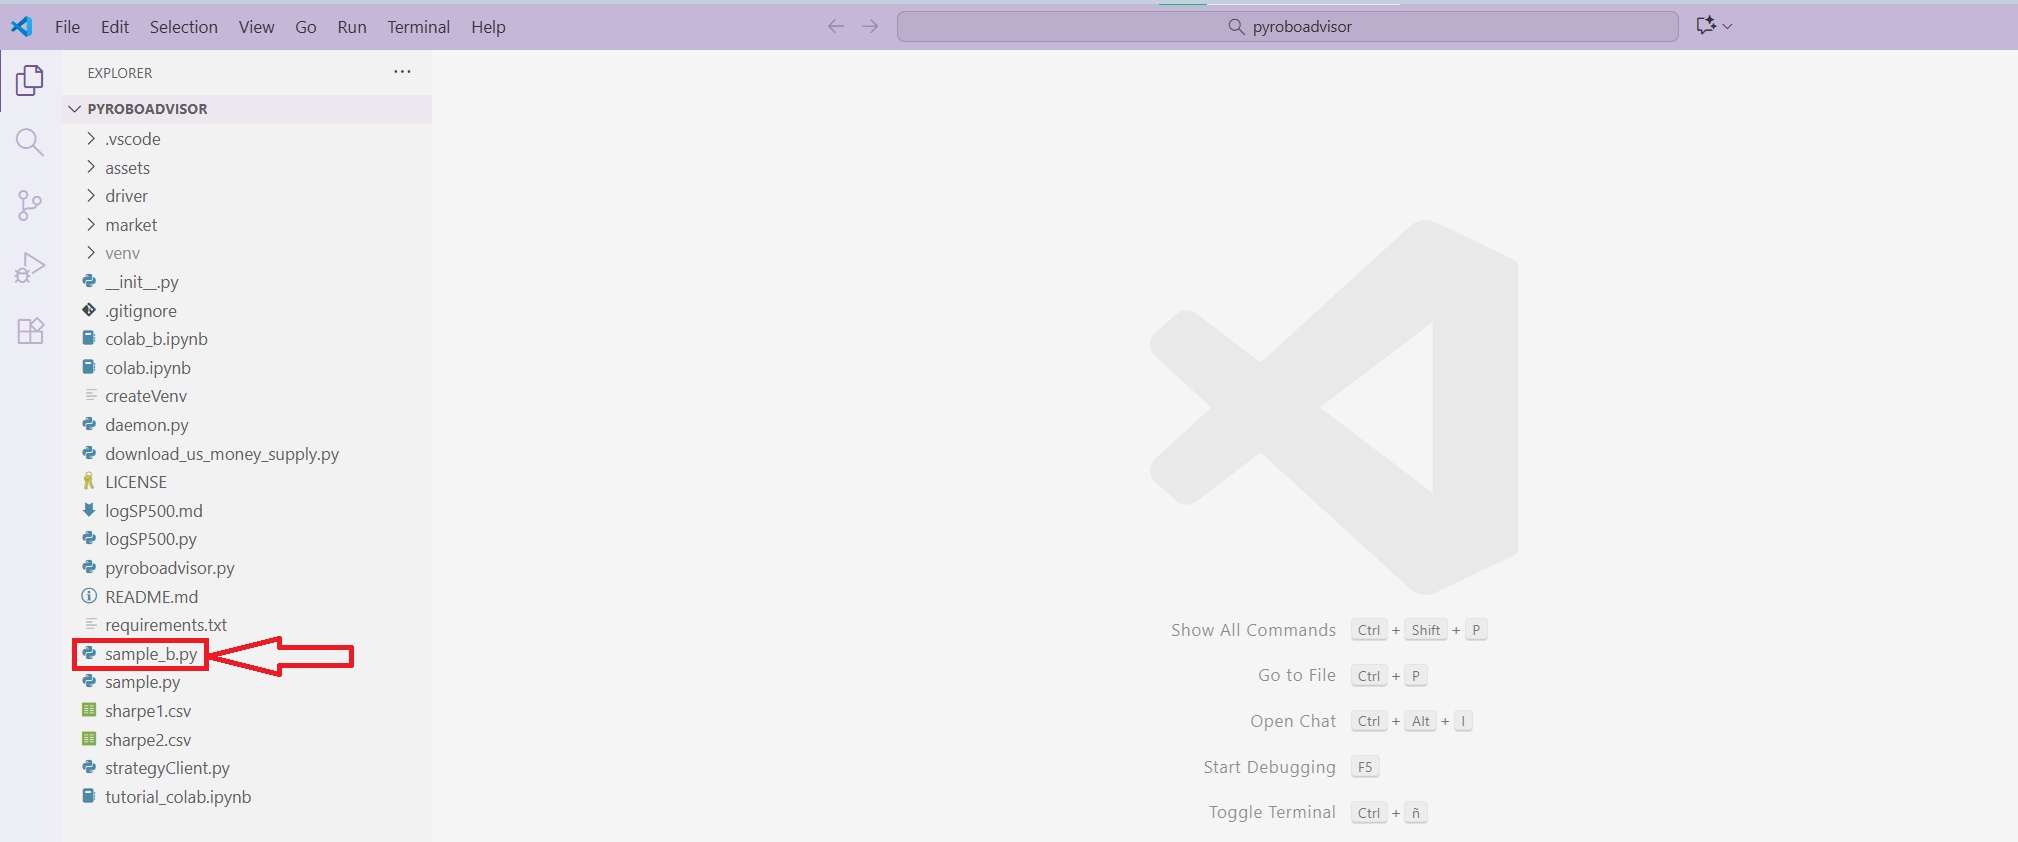 File Edit Selection View Go Run Terminal Help
pyroboadvisor
EXPLORER
PYROBOADVISOR
.vscode
assets
driver
market
venv
__init__.py
.gitignore
colab_b.ipynb
colab.ipynb
createVenv
daemon.py
download_us_money_supply.py
LICENSE
logSP500.md
logSP500.py
pyroboadvisor.py
README.md
requirements.txt
sample_b.py
sample.py
sharpe1.csv
sharpe2.csv
strategyClient.py
tutorial_colab.ipynb
Show All Commands Ctrl + Shift + P
Go to File Ctrl + P
Open Chat Ctrl + Alt + I
Start Debugging F5
Toggle Terminal Ctrl + ñ